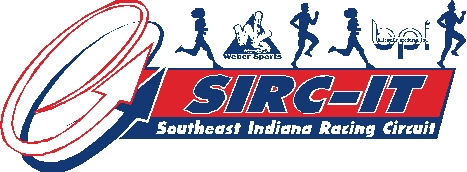 Weber Sports
bpi
SIRC-IT
Southeast Indiana Racing Circuit